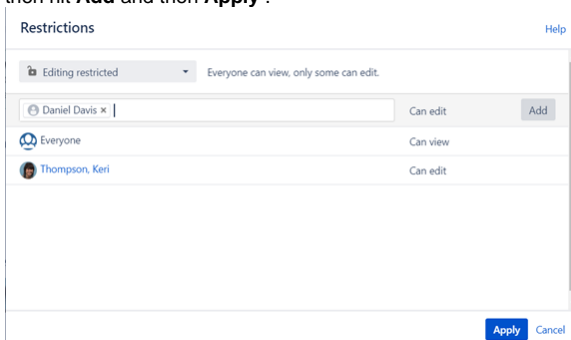 then hit Add and then Apply .
Restrictions Help
Editing restricted Everyone can view, only some can edit.
Daniel Davis × Can edit Add
Everyone Can view
Thompson, Keri Can edit
Apply Cancel